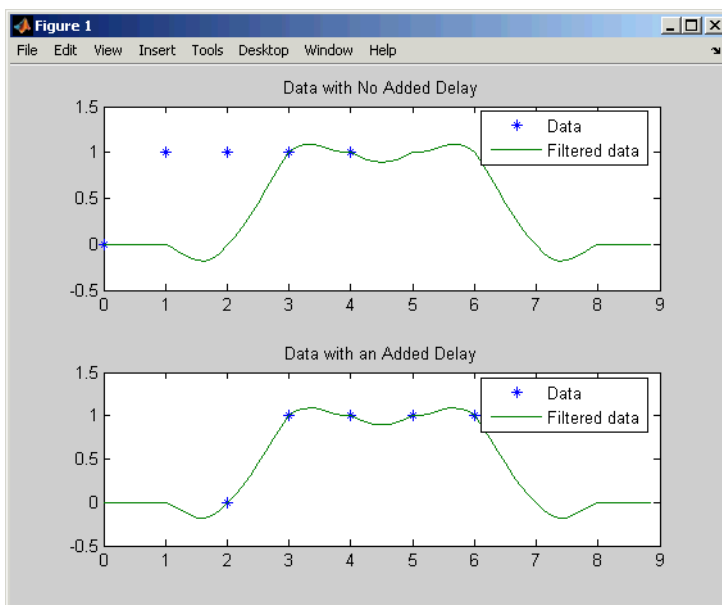 Figure 1
File Edit View Insert Tools Desktop Window Help
Data with No Added Delay
1.5
1
0.5
0
-0.5
0 1 2 3 4 5 6 7 8 9
Data
Filtered data
Data with an Added Delay
1.5
1
0.5
0
-0.5
0 1 2 3 4 5 6 7 8 9
Data
Filtered data